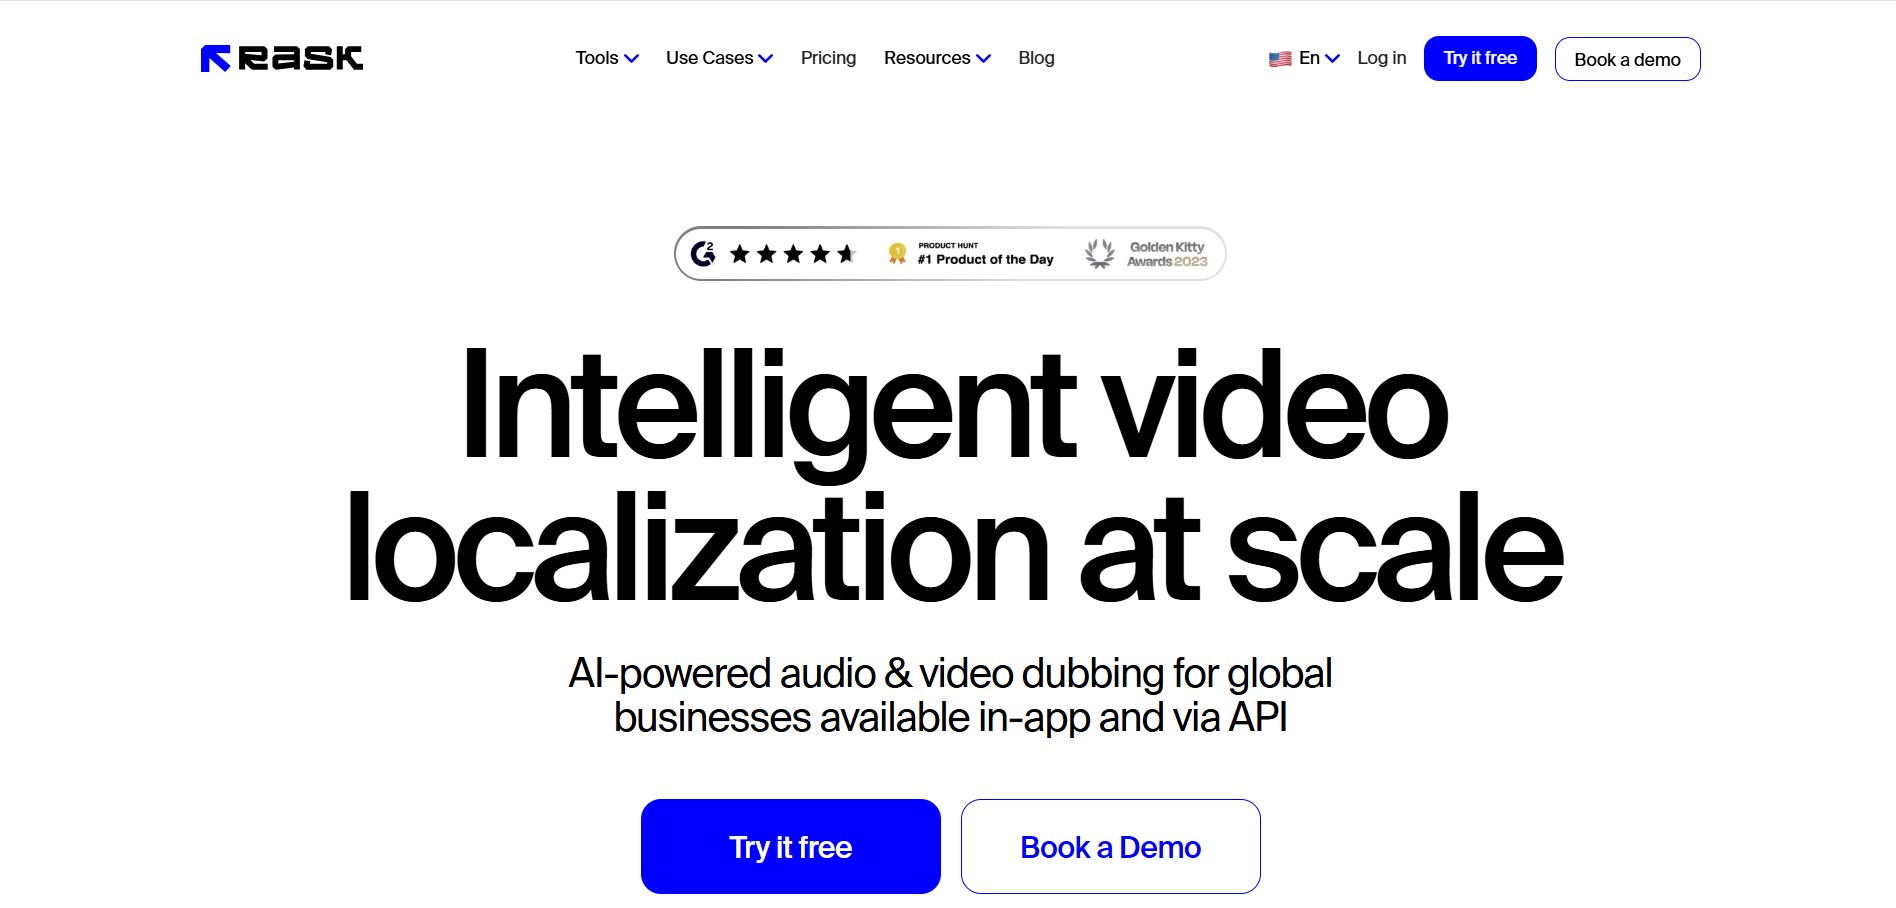 RASK
Tools Use Cases Pricing Resources Blog
En Log in Try it free Book a demo
G2
PRODUCT HUNT
1 #1 Product of the Day
Golden Kitty
Awards 2023
Intelligent video
localization at scale
AI-powered audio & video dubbing for global
businesses available in-app and via API
Try it free Book a Demo